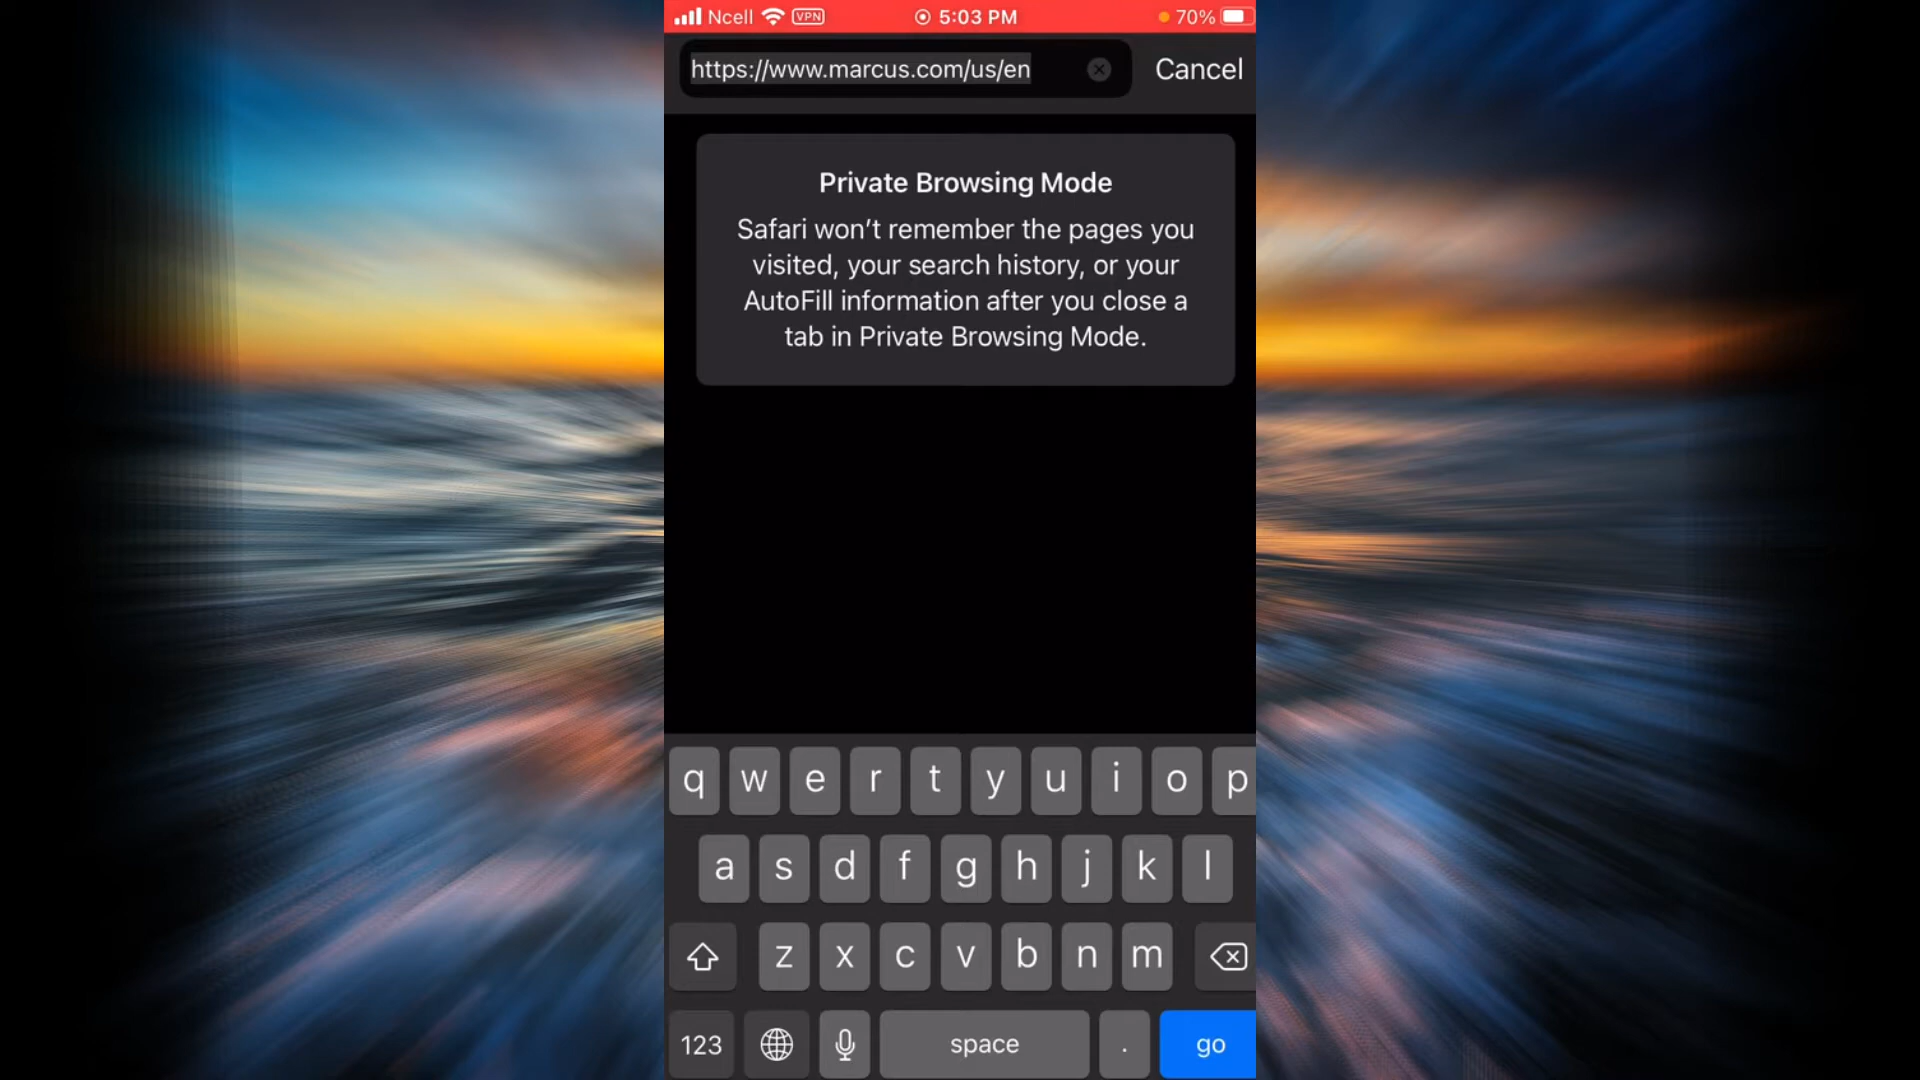 Ncell VPN 5:03 PM 70%
https://www.marcus.com/us/en Cancel
Private Browsing Mode
Safari won't remember the pages you
visited, your search history, or your
AutoFill information after you close a
tab in Private Browsing Mode.
q w e r t y u i o p
a s d f g h j k l
z x c v b n m
123 space . go